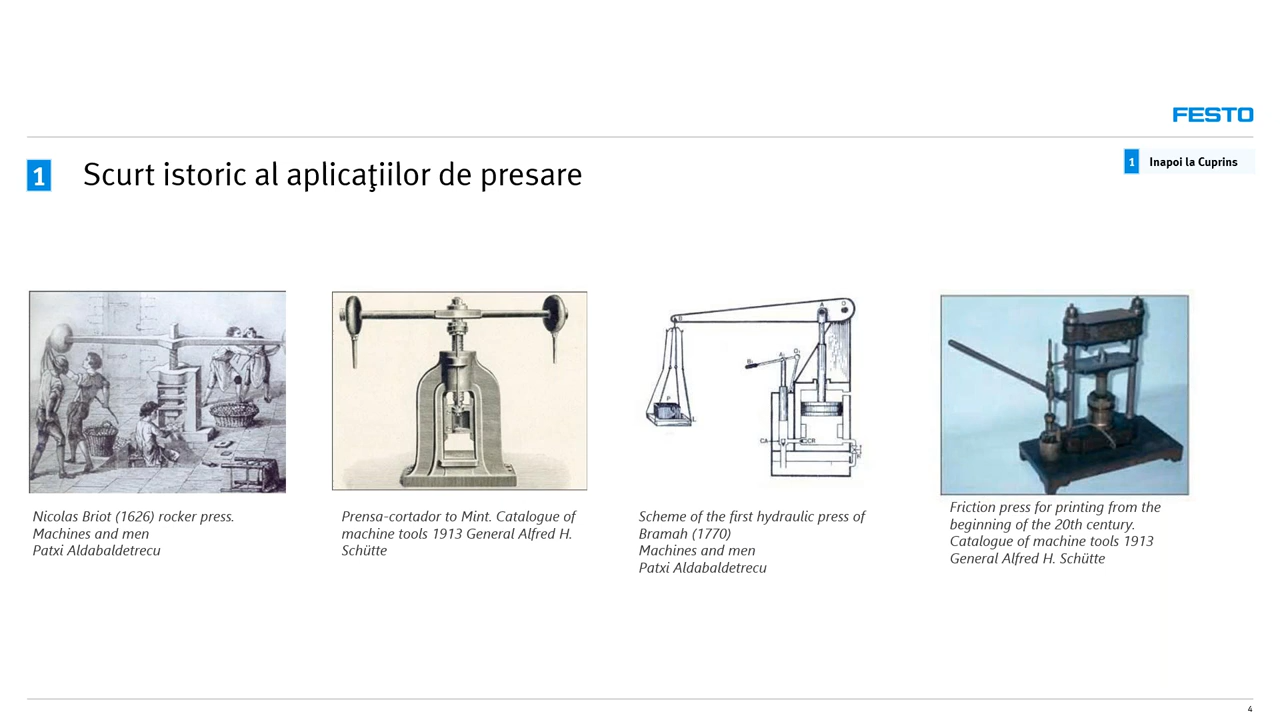 FESTO
1 Scurt istoric al aplicaţiilor de presare
1 Inapoi la Cuprins
Nicolas Briot (1626) rocker press.
Machines and men
Patxi Aldabaldetrecu
Prensa-cortador to Mint. Catalogue of
machine tools 1913 General Alfred H.
Schütte
Scheme of the first hydraulic press of
Bramah (1770)
Machines and men
Patxi Aldabaldetrecu
Friction press for printing from the
beginning of the 20th century.
Catalogue of machine tools 1913
General Alfred H. Schütte
CA
CR
P
4